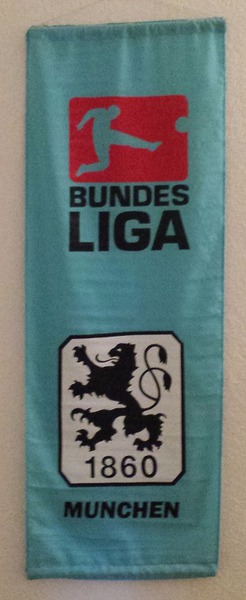 BUNDES
LIGA
1860
MUNCHEN